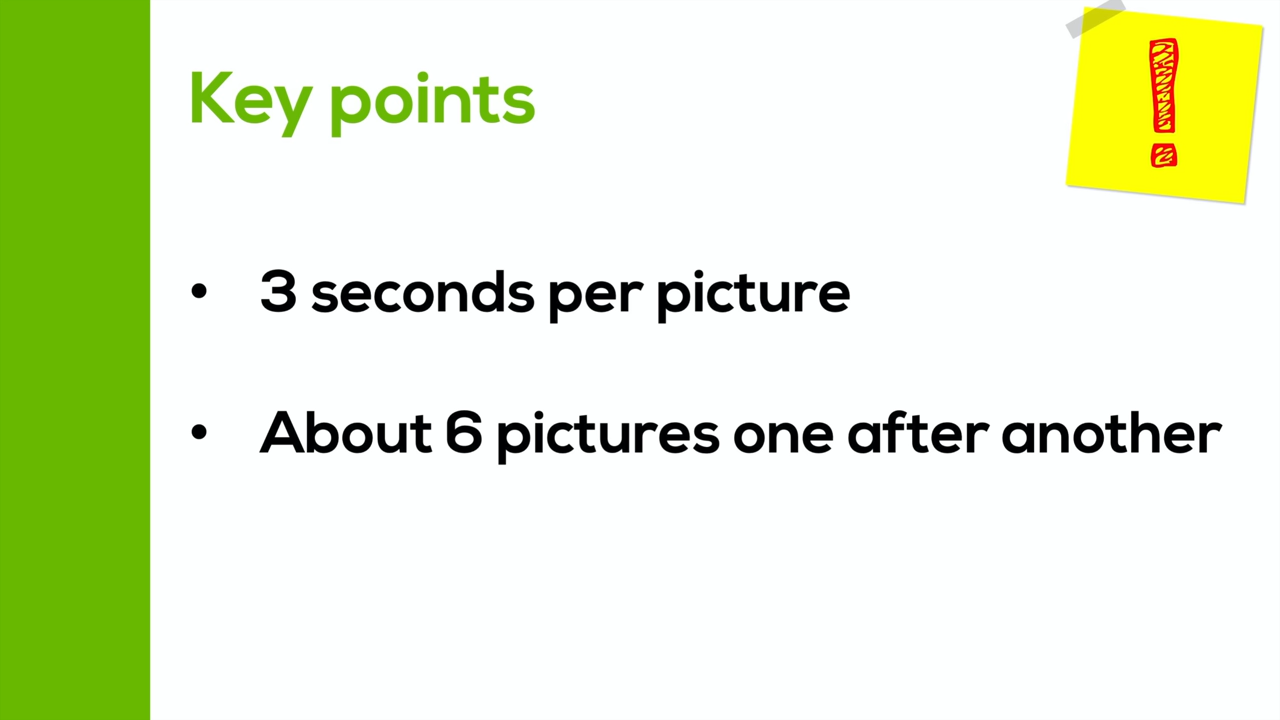 Key points
!
• 3 seconds per picture
• About 6 pictures one after another